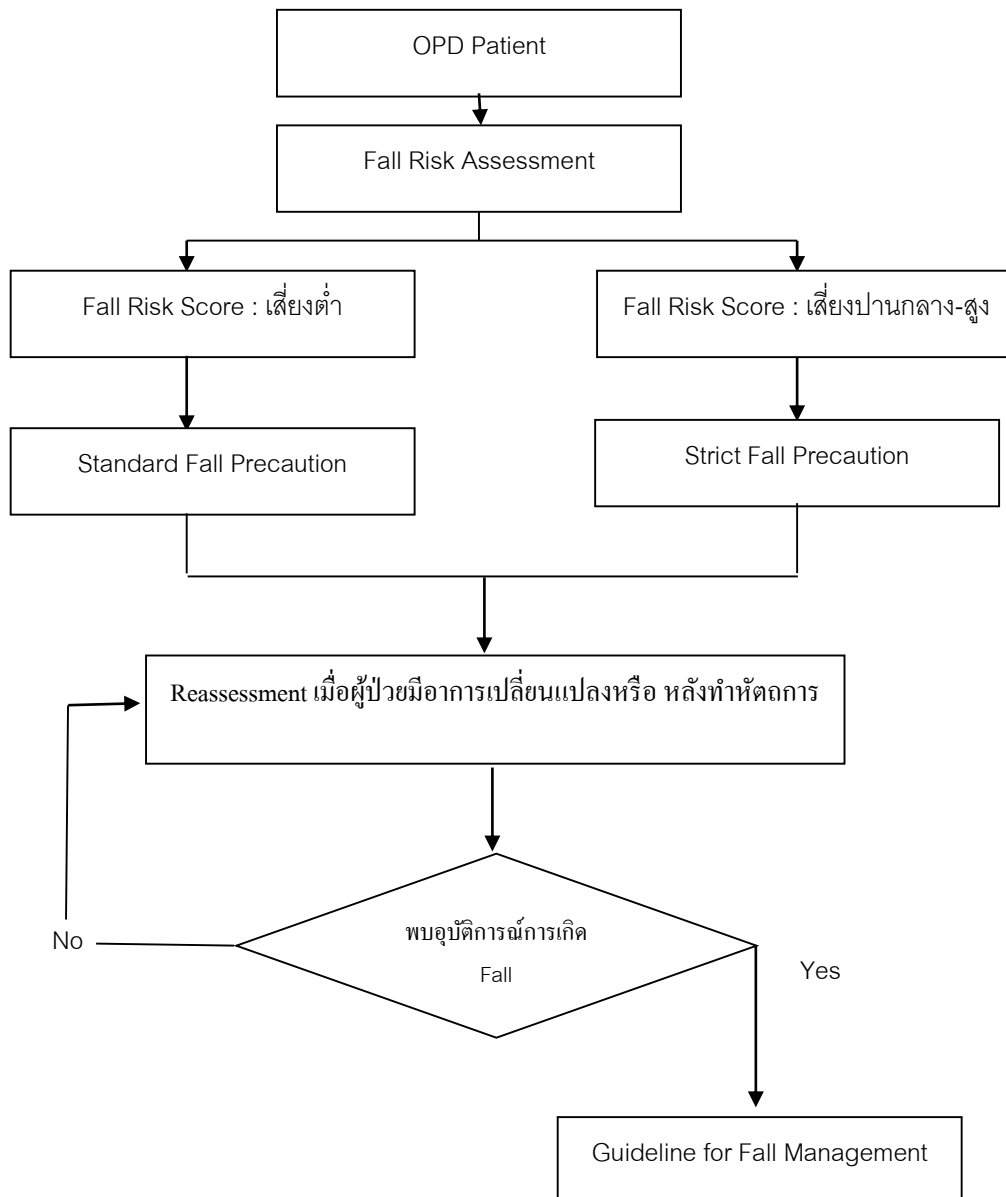 OPD Patient
Fall Risk Assessment
Fall Risk Score : เสี่ยงต่ำ
Fall Risk Score : เสี่ยงปานกลาง-สูง
Standard Fall Precaution
Strict Fall Precaution
Reassessment เมื่อผู้ป่วยมีอาการเปลี่ยนแปลงหรือ หลังทำหัตถการ
พบอุบัติการณ์การเกิด
Fall
No
Yes
Guideline for Fall Management